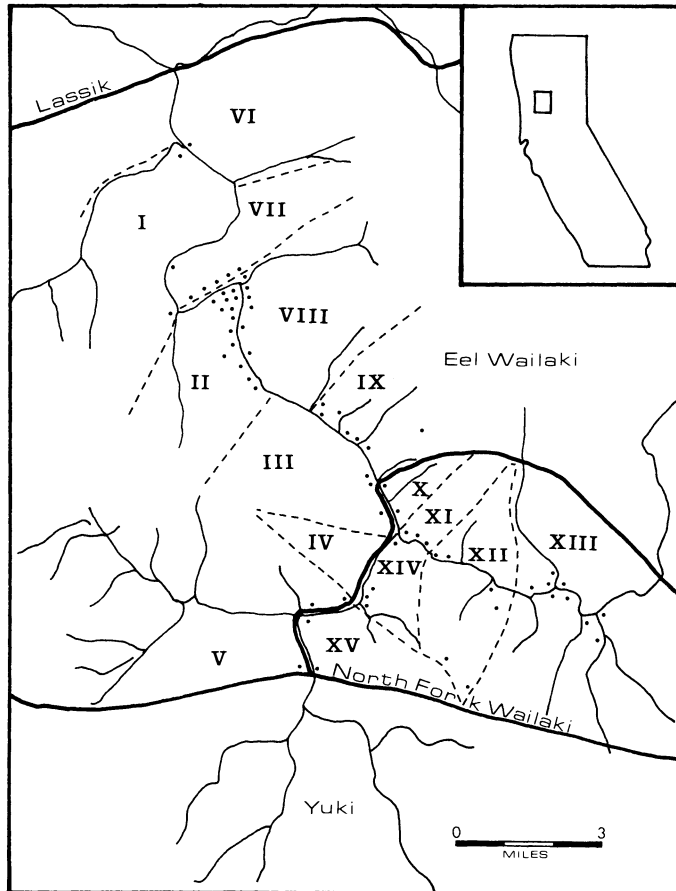 Lassik
VI
I
VII
VIII
II
IX
Eel Wailaki
III
X
XI
IV
XII
XIII
XIV
V
XV
North Fork Wailaki
Yuki
0 3
MILES